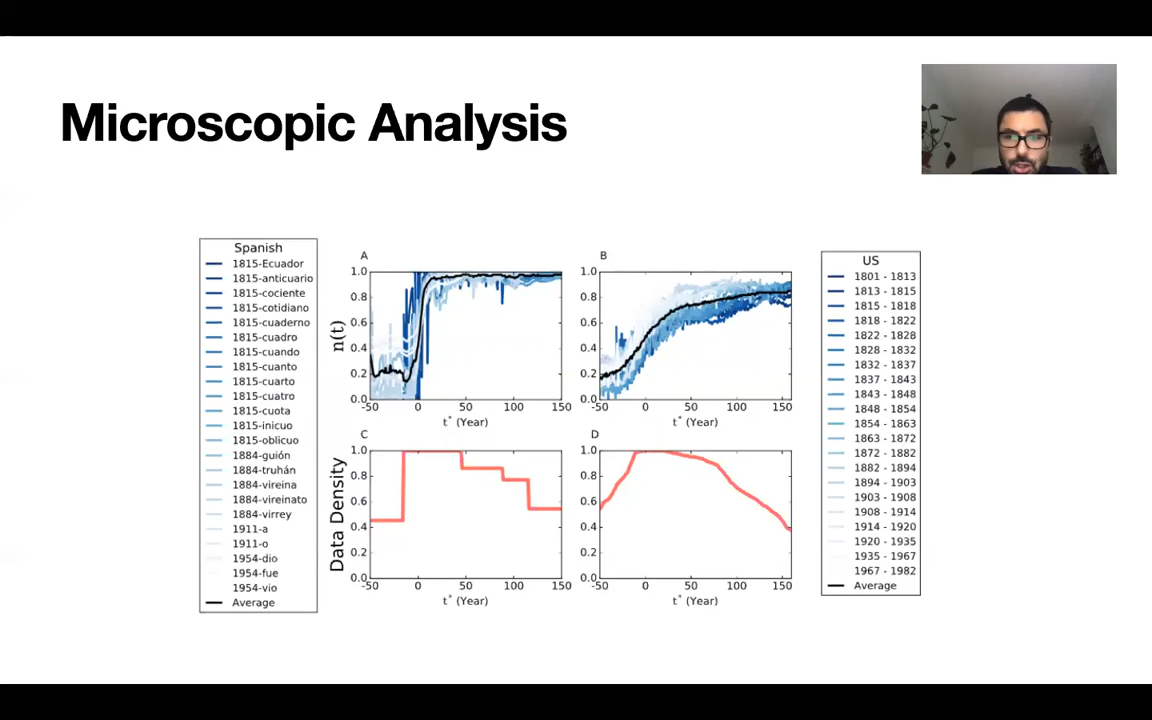 Microscopic Analysis
Spanish
1815-Ecuador
1815-anticuario
1815-cociente
1815-cotidiano
1815-cuaderno
1815-cuadro
1815-cuando
1815-cuanto
1815-cuarto
1815-cuatro
1815-cuota
1815-inicuo
1815-oblicuo
1884-guión
1884-truhán
1884-vireina
1884-vireinato
1884-virrey
1911-a
1911-o
1954-dio
1954-fue
1954-vio
Average
A
n(t)
1.0
0.8
0.6
0.4
0.2
0.0
-50 0 50 100 150
t* (Year)
B
1.0
0.8
0.6
0.4
0.2
0.0
-50 0 50 100 150
t* (Year)
C
Data Density
1.0
0.8
0.6
0.4
0.2
0.0
-50 0 50 100 150
t* (Year)
D
1.0
0.8
0.6
0.4
0.2
0.0
-50 0 50 100 150
t* (Year)
US
1801 - 1813
1813 - 1815
1815 - 1818
1818 - 1822
1822 - 1828
1828 - 1832
1832 - 1837
1837 - 1843
1843 - 1848
1848 - 1854
1854 - 1863
1863 - 1872
1872 - 1882
1882 - 1894
1894 - 1903
1903 - 1908
1908 - 1914
1914 - 1920
1920 - 1935
1935 - 1967
1967 - 1982
Average